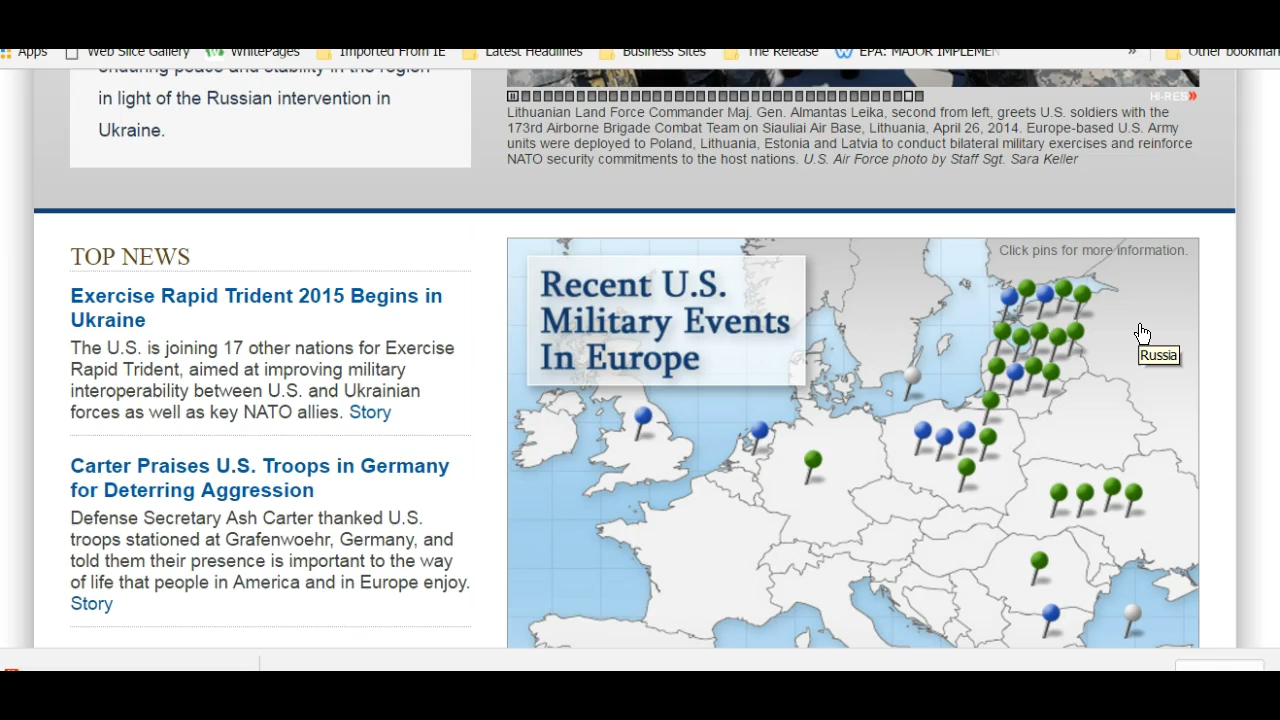 Apps Web Slice Gallery WhitePages Imported From IE Latest Headlines Business Sites The Release EPA: MAJOR IMPLEMEN » Other bookmar
enduring peace and stability in the region
in light of the Russian intervention in
Ukraine.
HI-RES»
Lithuanian Land Force Commander Maj. Gen. Almantas Leika, second from left, greets U.S. soldiers with the
173rd Airborne Brigade Combat Team on Siauliai Air Base, Lithuania, April 26, 2014. Europe-based U.S. Army
units were deployed to Poland, Lithuania, Estonia and Latvia to conduct bilateral military exercises and reinforce
NATO security commitments to the host nations. U.S. Air Force photo by Staff Sgt. Sara Keller
TOP NEWS
Exercise Rapid Trident 2015 Begins in
Ukraine
The U.S. is joining 17 other nations for Exercise
Rapid Trident, aimed at improving military
interoperability between U.S. and Ukrainian
forces as well as key NATO allies. Story
Carter Praises U.S. Troops in Germany
for Deterring Aggression
Defense Secretary Ash Carter thanked U.S.
troops stationed at Grafenwoehr, Germany, and
told them their presence is important to the way
of life that people in America and in Europe enjoy.
Story
Click pins for more information.
Recent U.S.
Military Events
In Europe
Russia